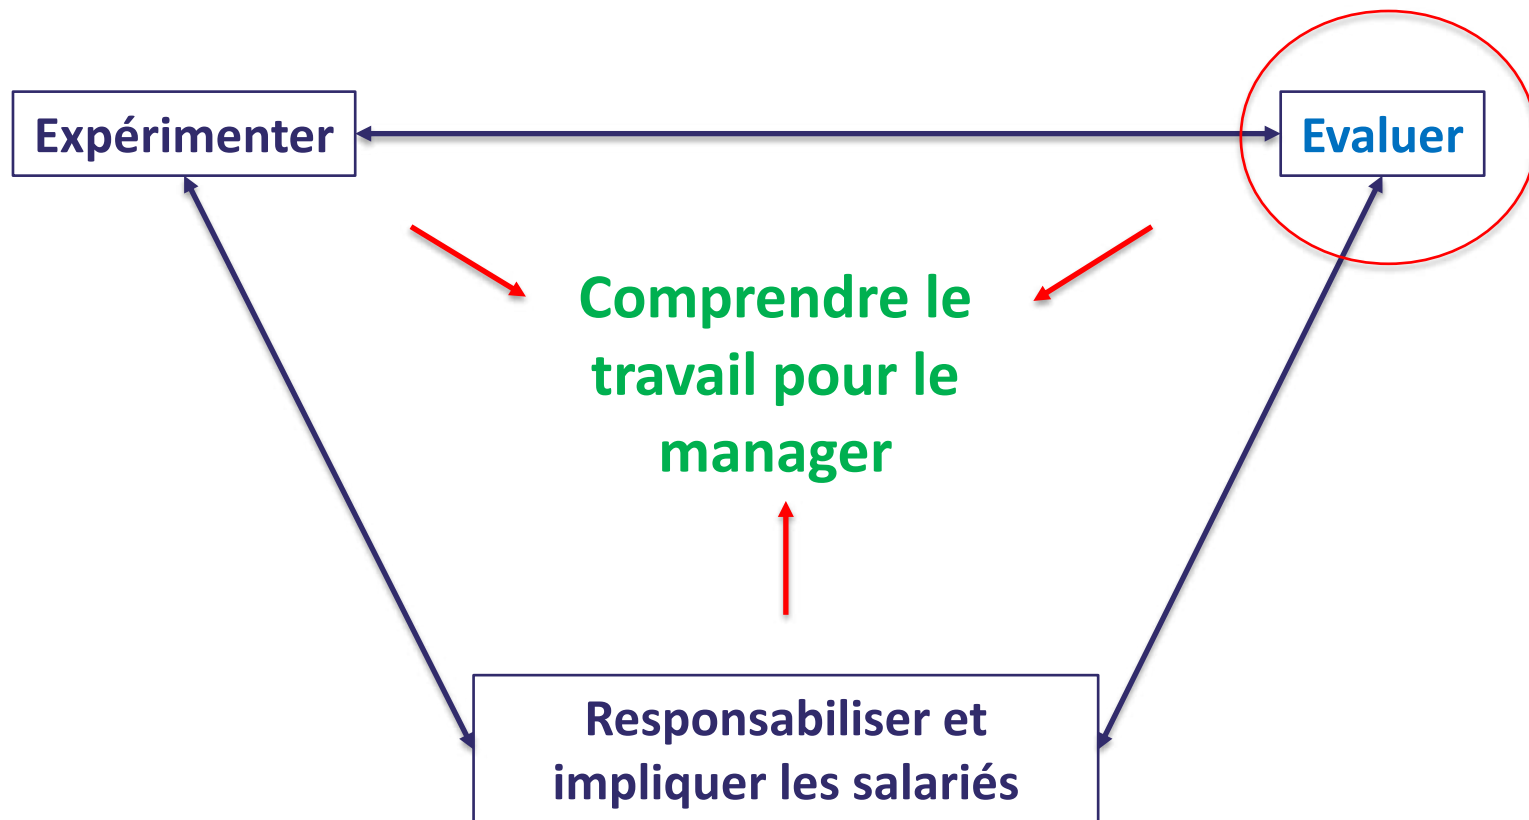 Expérimenter
Evaluer
Comprendre le
travail pour le
manager
Responsabiliser et
impliquer les salariés